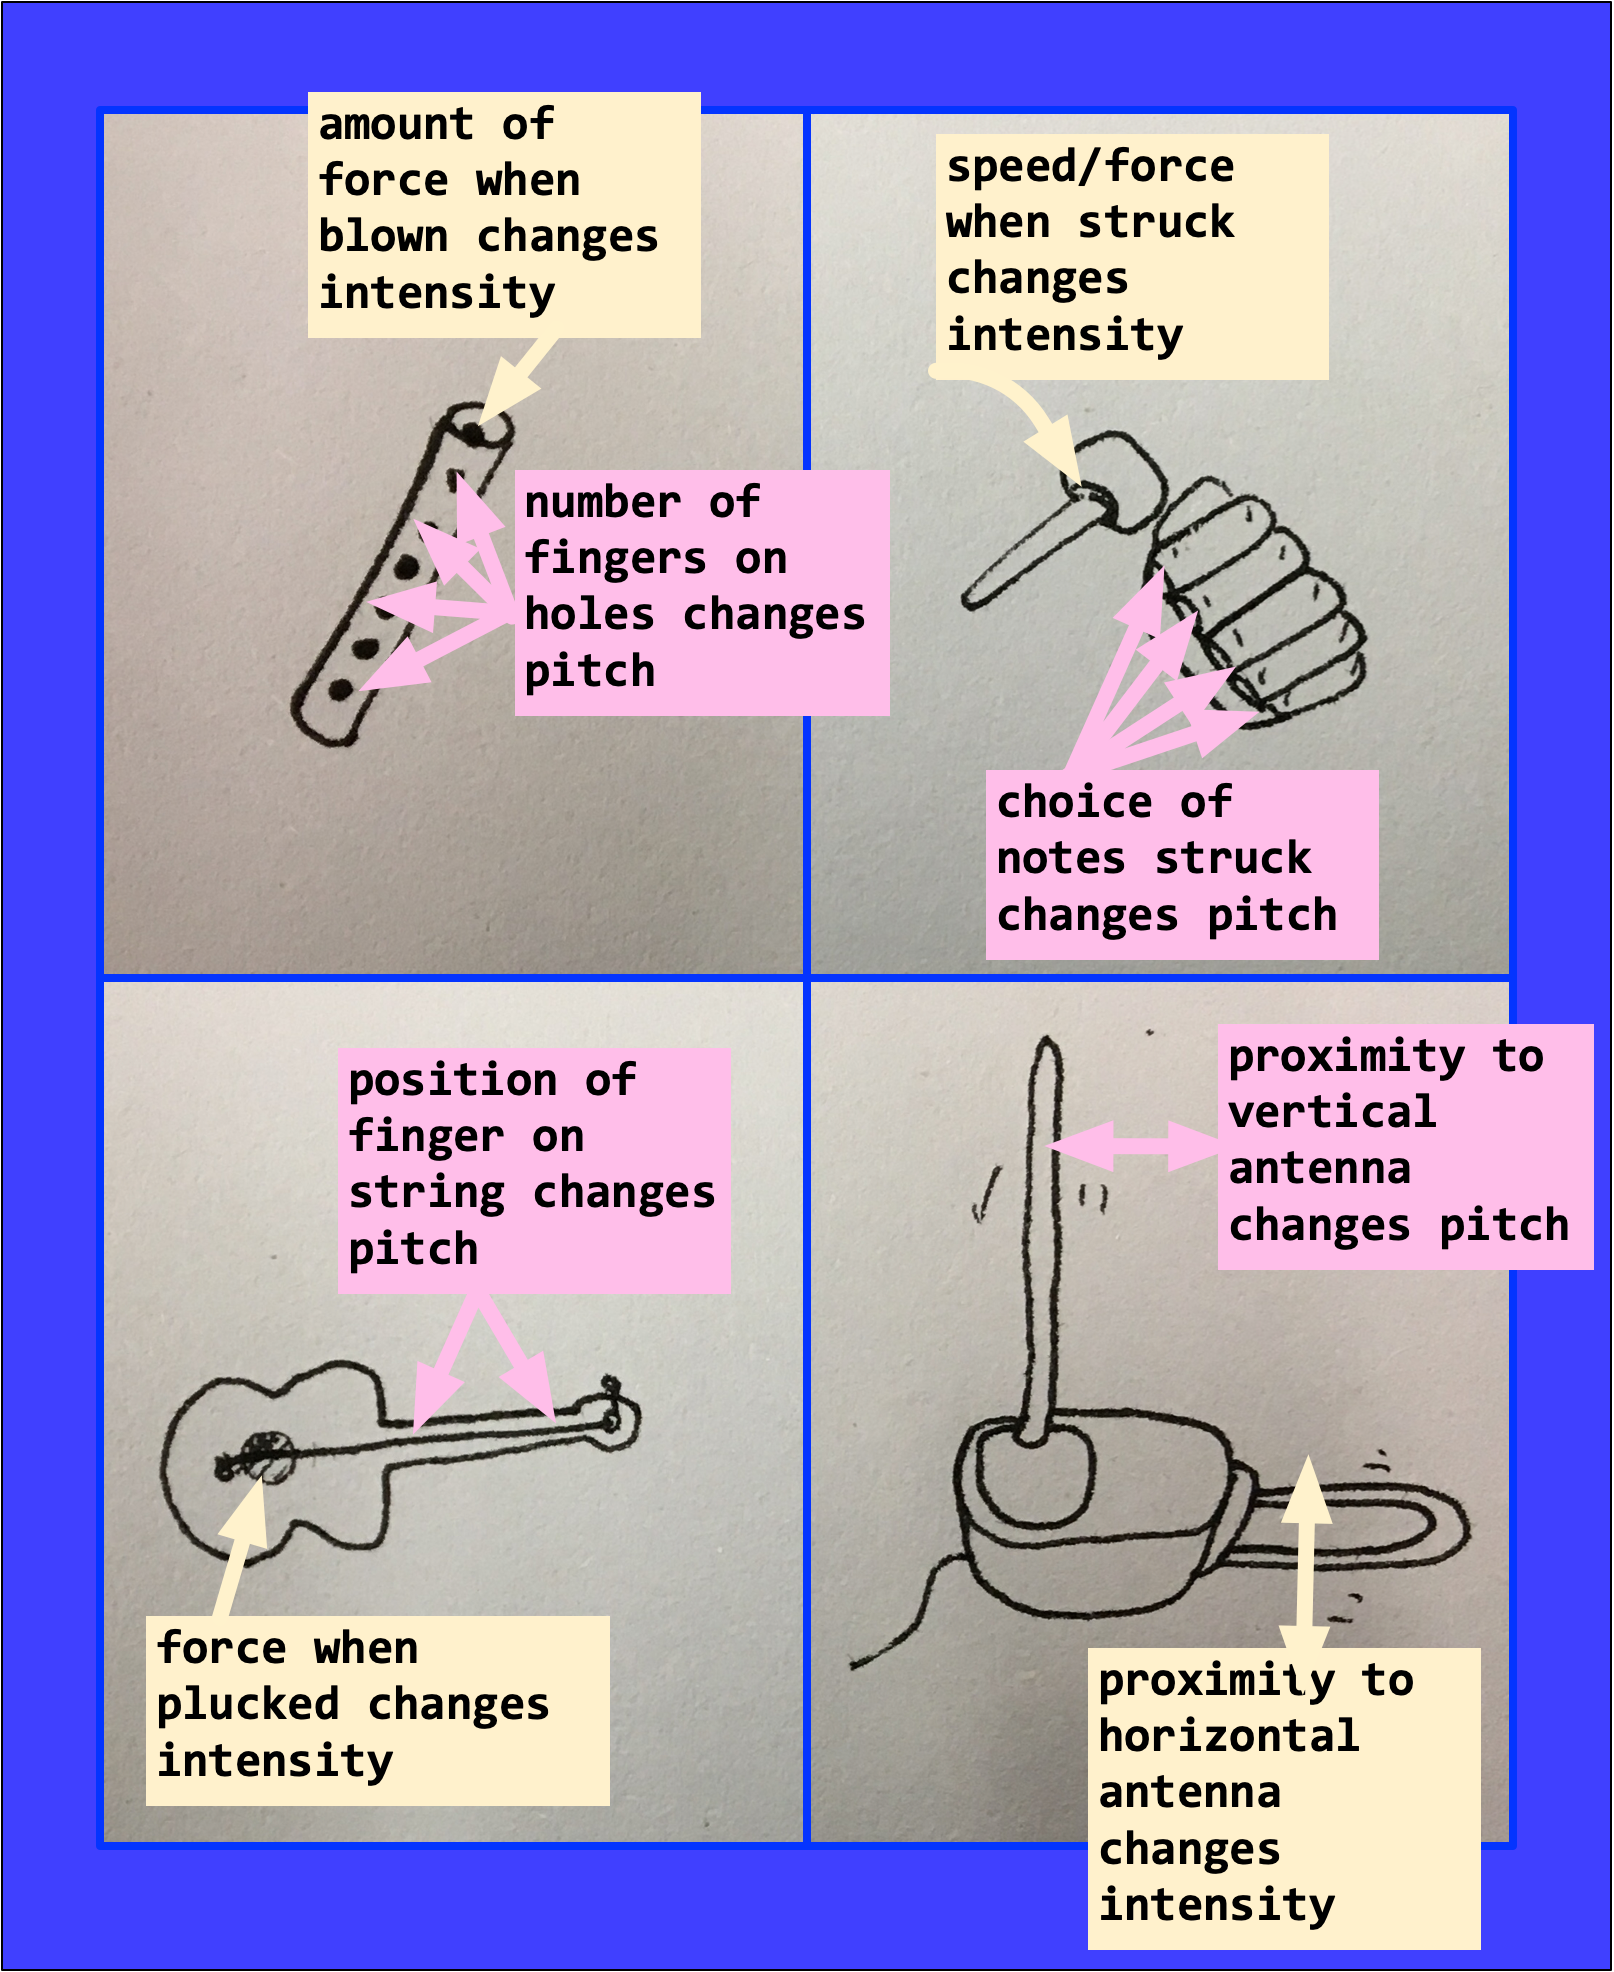 amount of
force when
blown changes
intensity
number of
fingers on
holes changes
pitch
speed/force
when struck
changes
intensity
choice of
notes struck
changes pitch
position of
finger on
string changes
pitch
force when
plucked changes
intensity
proximity to
vertical
antenna
changes pitch
proximity to
horizontal
antenna
changes
intensity